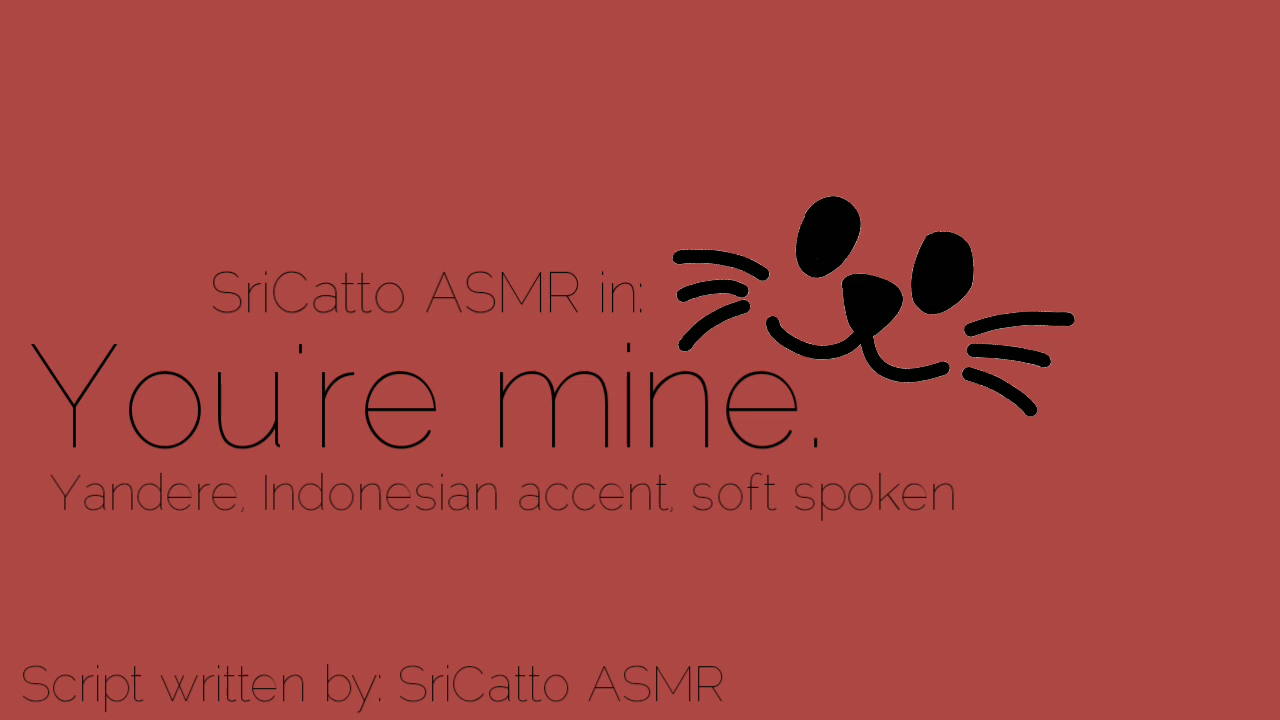 SriCatto ASMR in:
You're mine.
Yandere, Indonesian accent, soft spoken
Script written by: SriCatto ASMR